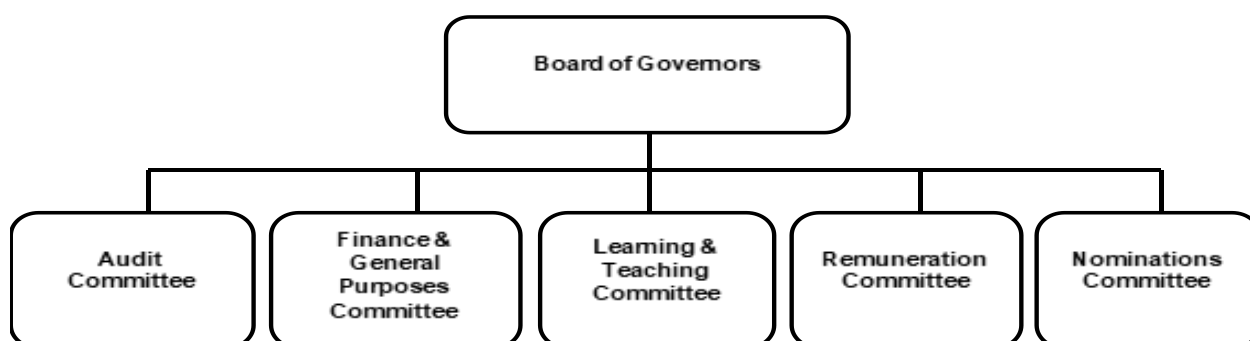 Board of Governors
Audit
Committee
Finance &
General
Purposes
Committee
Learning &
Teaching
Committee
Remuneration
Committee
Nominations
Committee